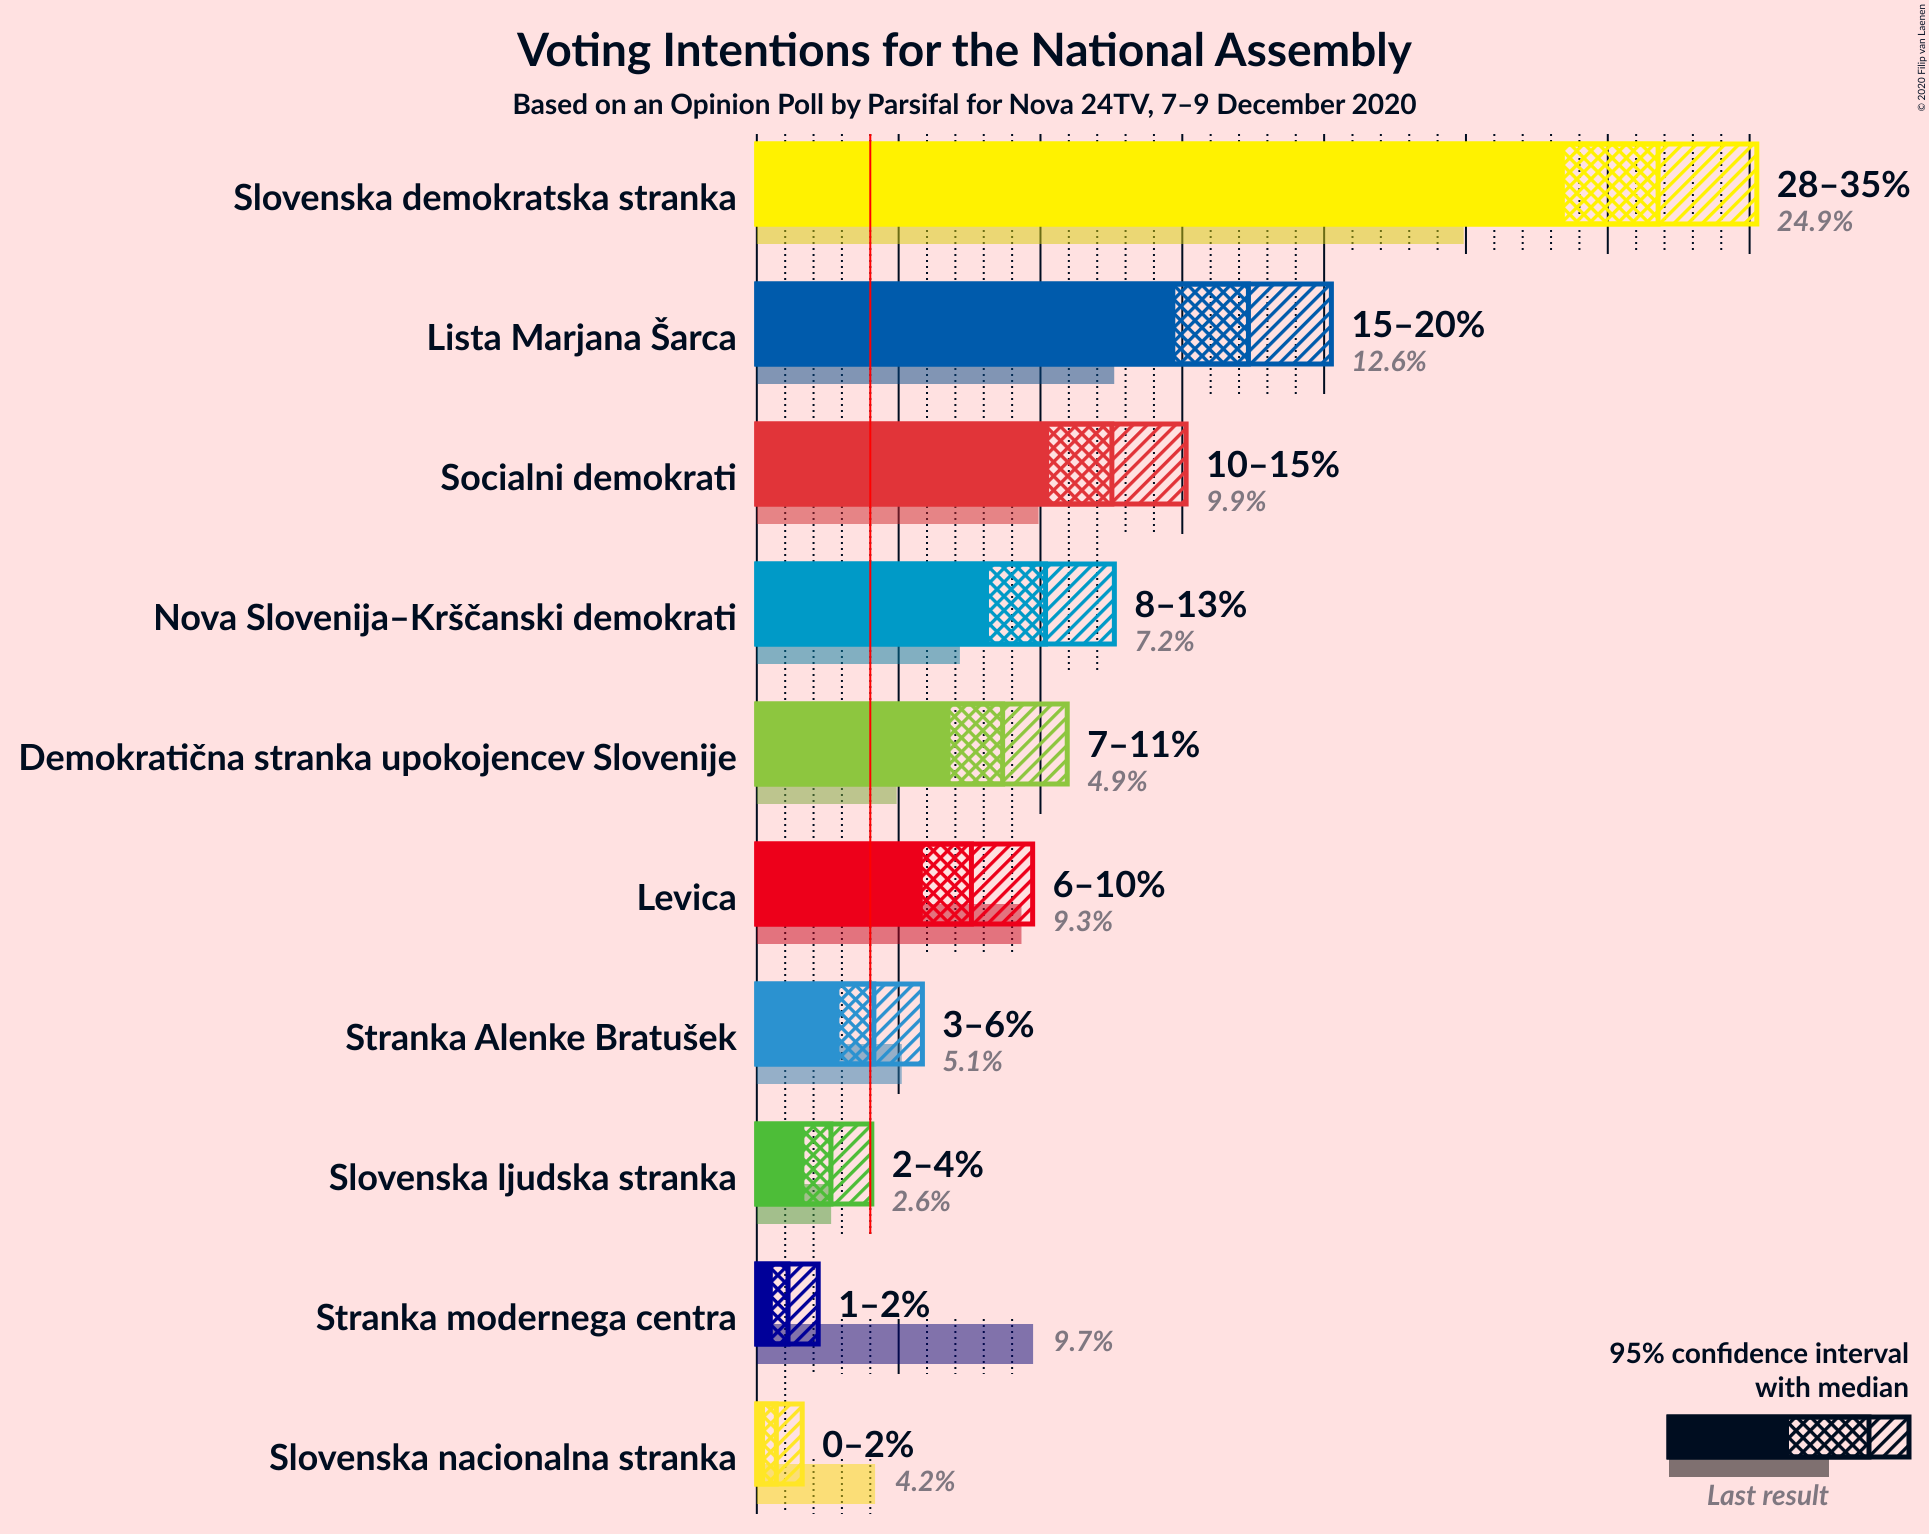 Voting Intentions for the National Assembly
Based on an Opinion Poll by Parsifal for Nova 24TV, 7–9 December 2020
© 2020 Filip van Laenen
Slovenska demokratska stranka
28–35%
24.9%
Lista Marjana Šarca
15–20%
12.6%
Socialni demokrati
10–15%
9.9%
Nova Slovenija–Krščanski demokrati
8–13%
7.2%
Demokratična stranka upokojencev Slovenije
7–11%
4.9%
Levica
6–10%
9.3%
Stranka Alenke Bratušek
3–6%
5.1%
Slovenska ljudska stranka
2–4%
2.6%
Stranka modernega centra
1–2%
9.7%
Slovenska nacionalna stranka
0–2%
4.2%
95% confidence interval
with median
Last result